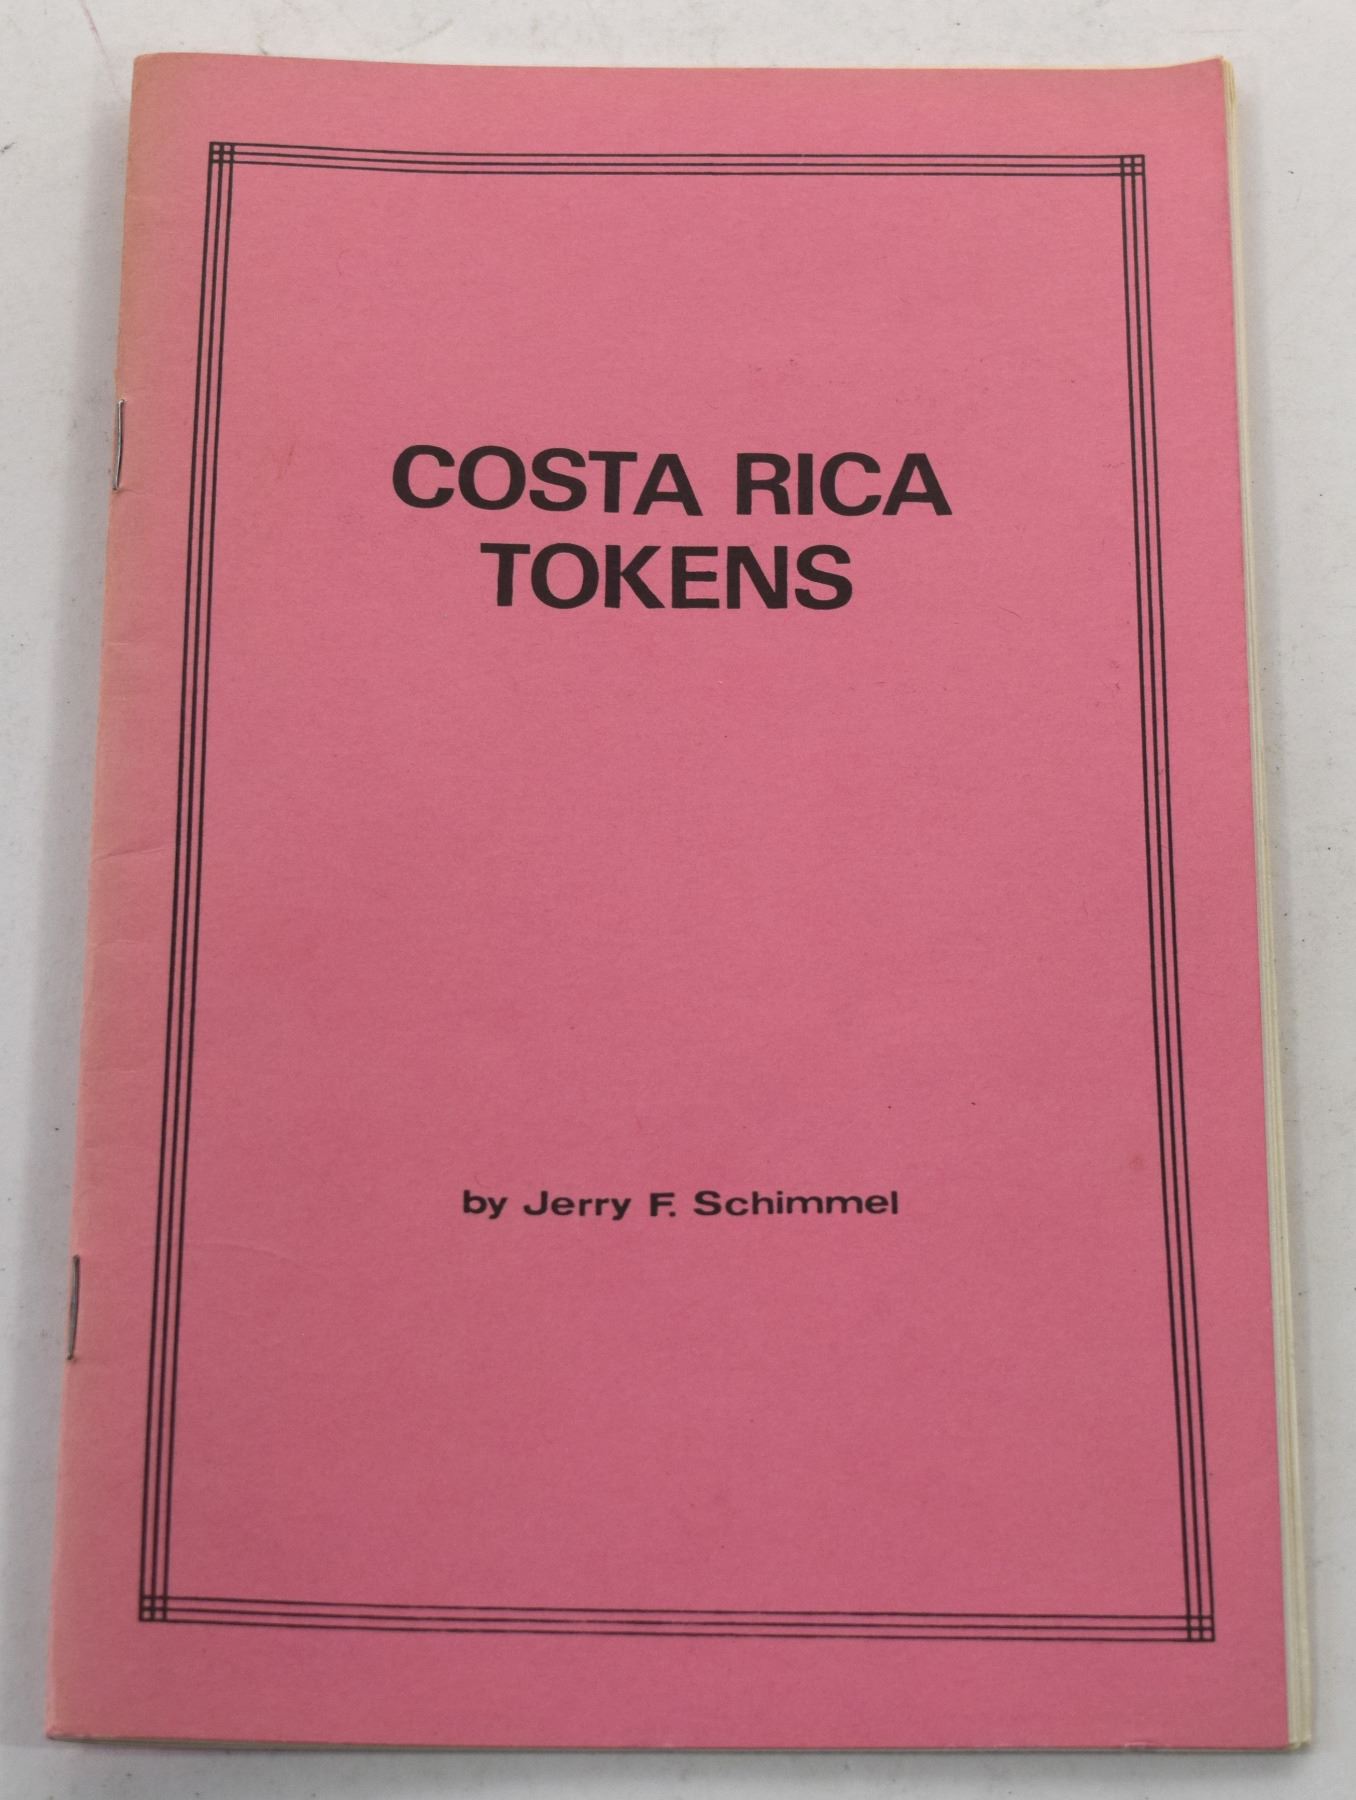 COSTA RICA
TOKENS
by Jerry F. Schimmel